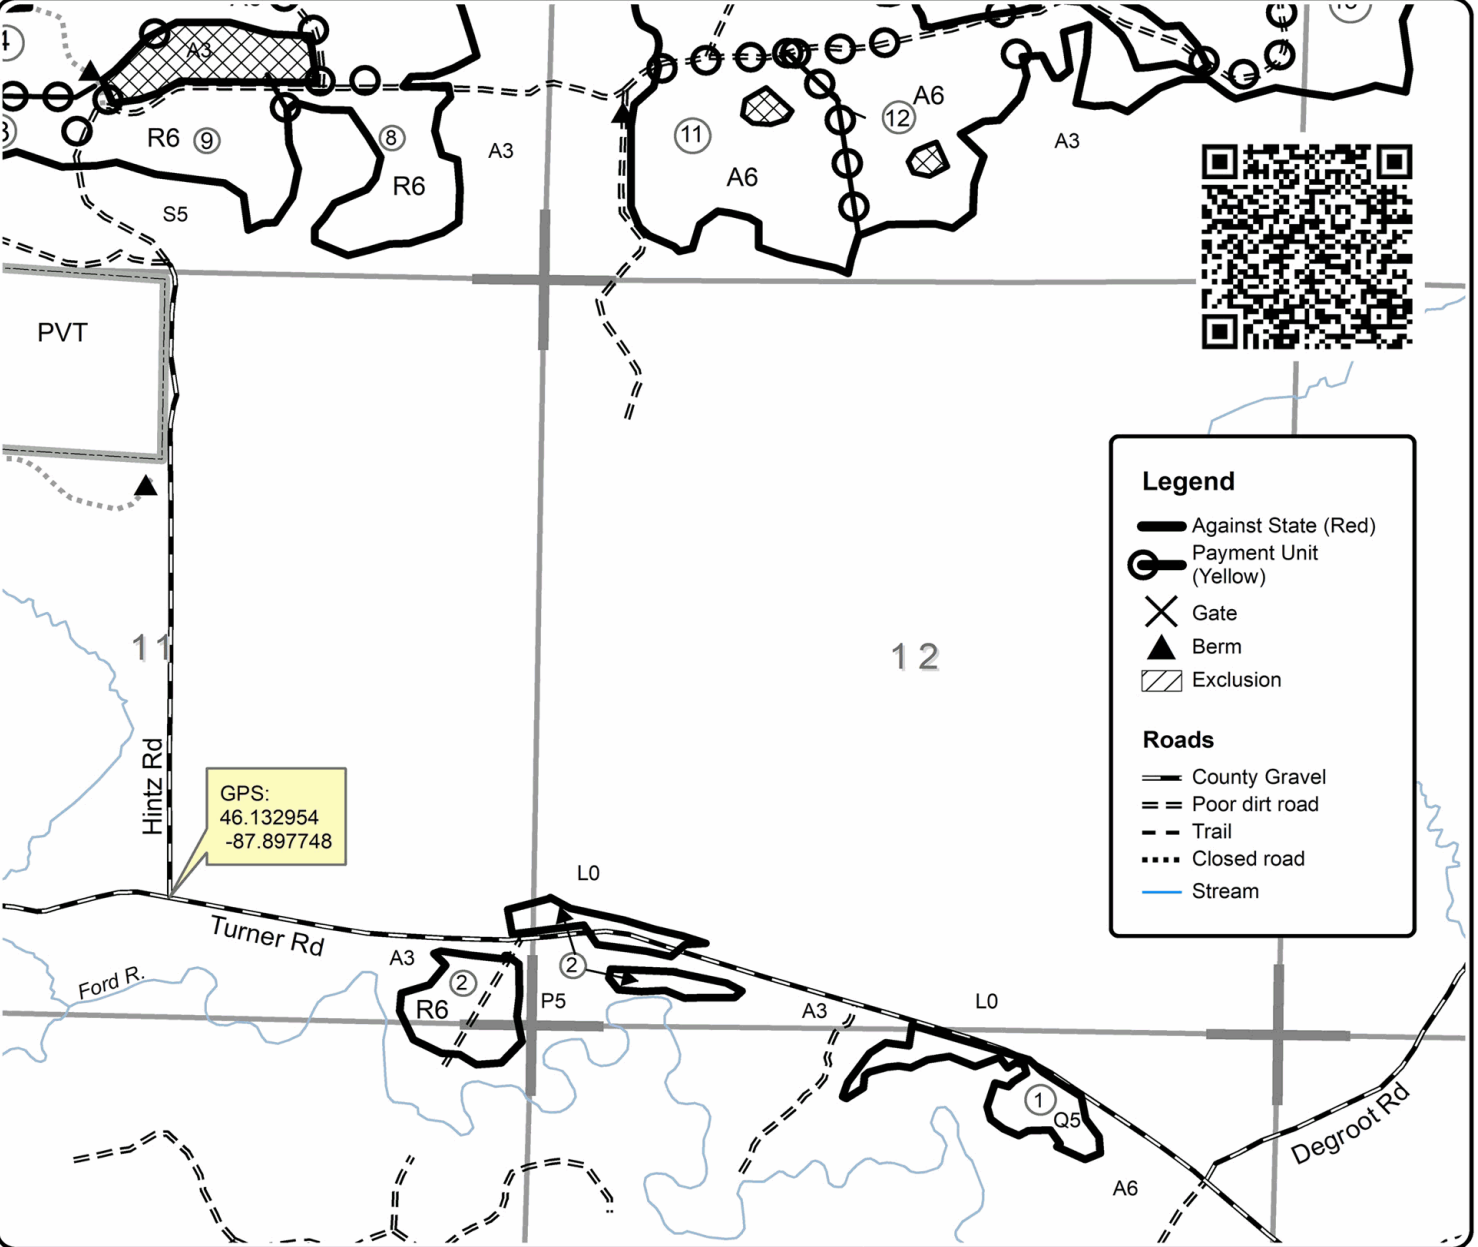 4
A3
R6
9
8
R6
S5
A3
11
A6
A6
12
A3
PVT
11
12
Hintz Rd
GPS:
46.132954
-87.897748
Turner Rd
Ford R.
L0
A3
2
R6
2
P5
A3
L0
1
Q5
A6
Degroot Rd
Legend
Against State (Red)
Payment Unit
(Yellow)
Gate
Berm
Exclusion
Roads
County Gravel
Poor dirt road
Trail
Closed road
Stream